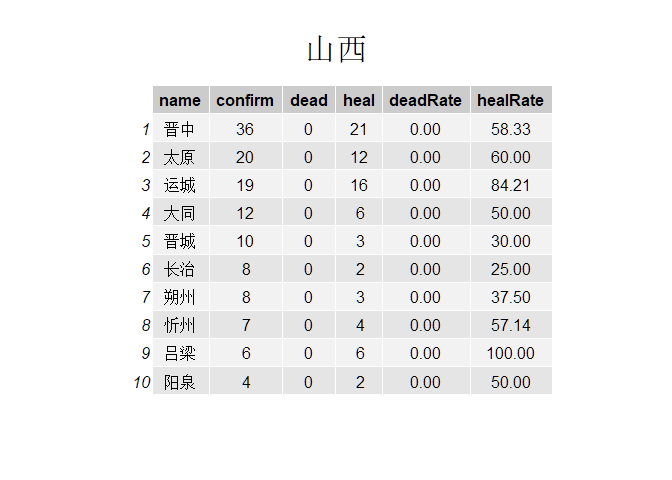 山西
name confirm dead heal deadRate healRate
1 晋中 36 0 21 0.00 58.33
2 太原 20 0 12 0.00 60.00
3 运城 19 0 16 0.00 84.21
4 大同 12 0 6 0.00 50.00
5 晋城 10 0 3 0.00 30.00
6 长治 8 0 2 0.00 25.00
7 朔州 8 0 3 0.00 37.50
8 忻州 7 0 4 0.00 57.14
9 吕梁 6 0 6 0.00 100.00
10 阳泉 4 0 2 0.00 50.00